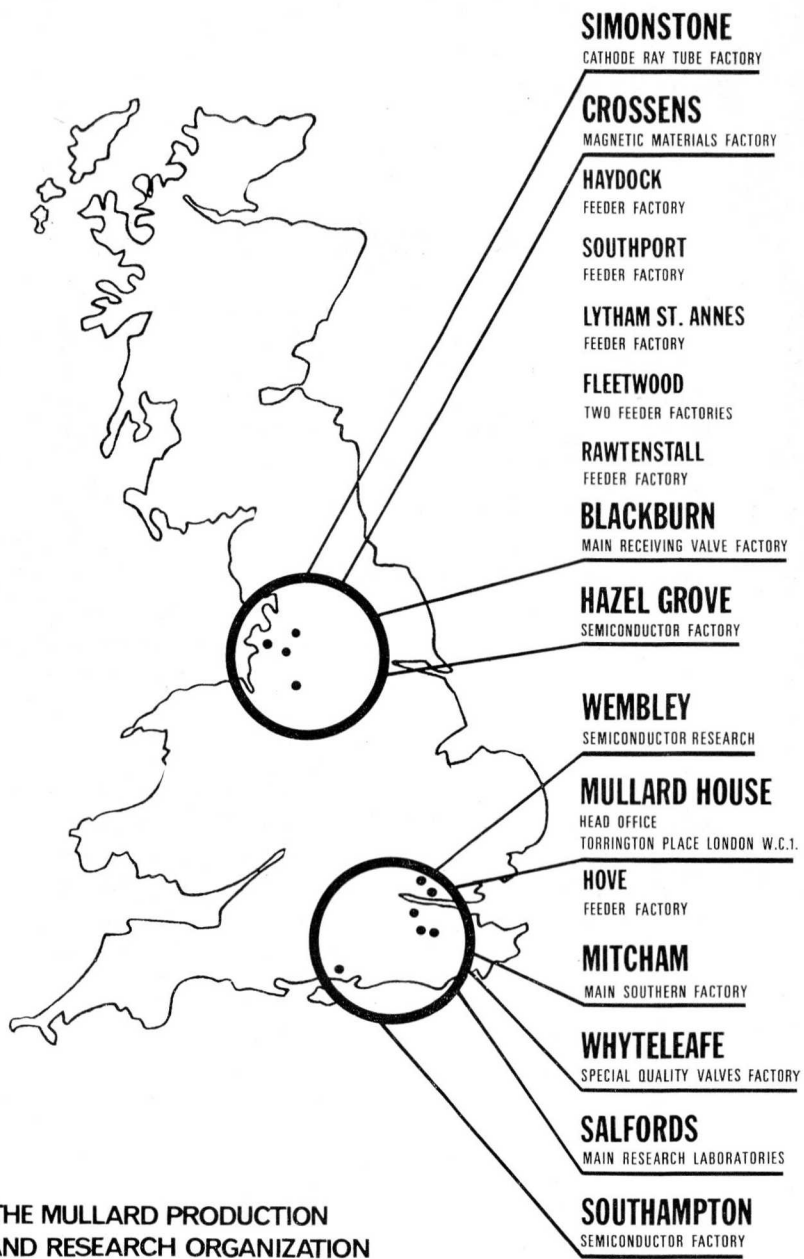 SIMONSTONE
CATHODE RAY TUBE FACTORY
CROSSENS
MAGNETIC MATERIALS FACTORY
HAYDOCK
FEEDER FACTORY
SOUTHPORT
FEEDER FACTORY
LYTHAM ST. ANNES
FEEDER FACTORY
FLEETWOOD
TWO FEEDER FACTORIES
RAWTENSTALL
FEEDER FACTORY
BLACKBURN
MAIN RECEIVING VALVE FACTORY
HAZEL GROVE
SEMICONDUCTOR FACTORY
WEMBLEY
SEMICONDUCTOR RESEARCH
MULLARD HOUSE
HEAD OFFICE
TORRINGTON PLACE LONDON W.C.1.
HOVE
FEEDER FACTORY
MITCHAM
MAIN SOUTHERN FACTORY
WHYTELEAFE
SPECIAL QUALITY VALVES FACTORY
SALFORDS
MAIN RESEARCH LABORATORIES
SOUTHAMPTON
SEMICONDUCTOR FACTORY
THE MULLARD PRODUCTION
AND RESEARCH ORGANIZATION